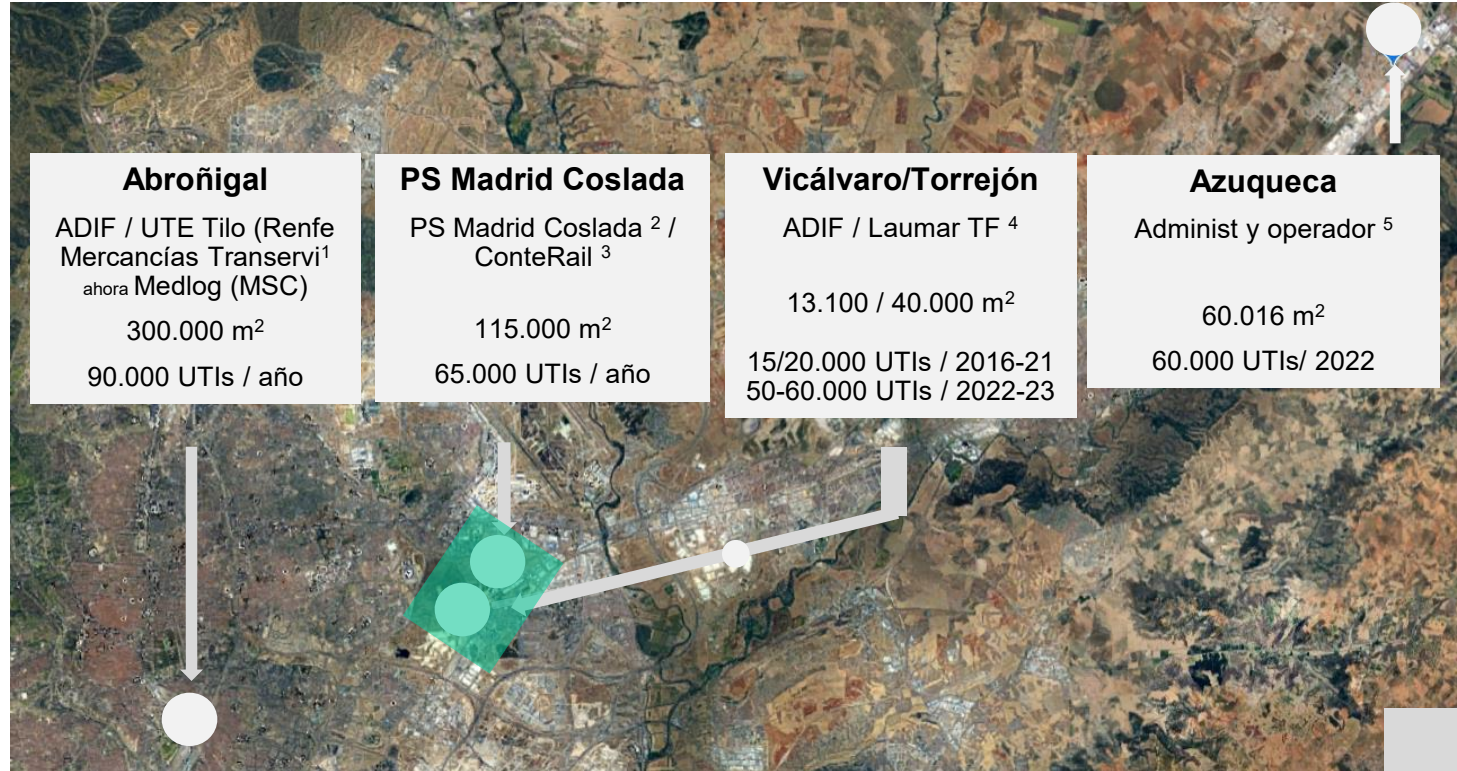 Abroñigal
ADIF / UTE Tilo (Renfe
Mercancías Transervi¹
ahora Medlog (MSC)
300.000 m²
90.000 UTIs / año
PS Madrid Coslada
PS Madrid Coslada ² /
ConteRail ³
115.000 m²
65.000 UTIs / año
Vicálvaro/Torrejón
ADIF / Laumar TF ⁴
13.100 / 40.000 m²
15/20.000 UTIs / 2016-21
50-60.000 UTIs / 2022-23
Azuqueca
Administ y operador ⁵
60.016 m²
60.000 UTIs/ 2022